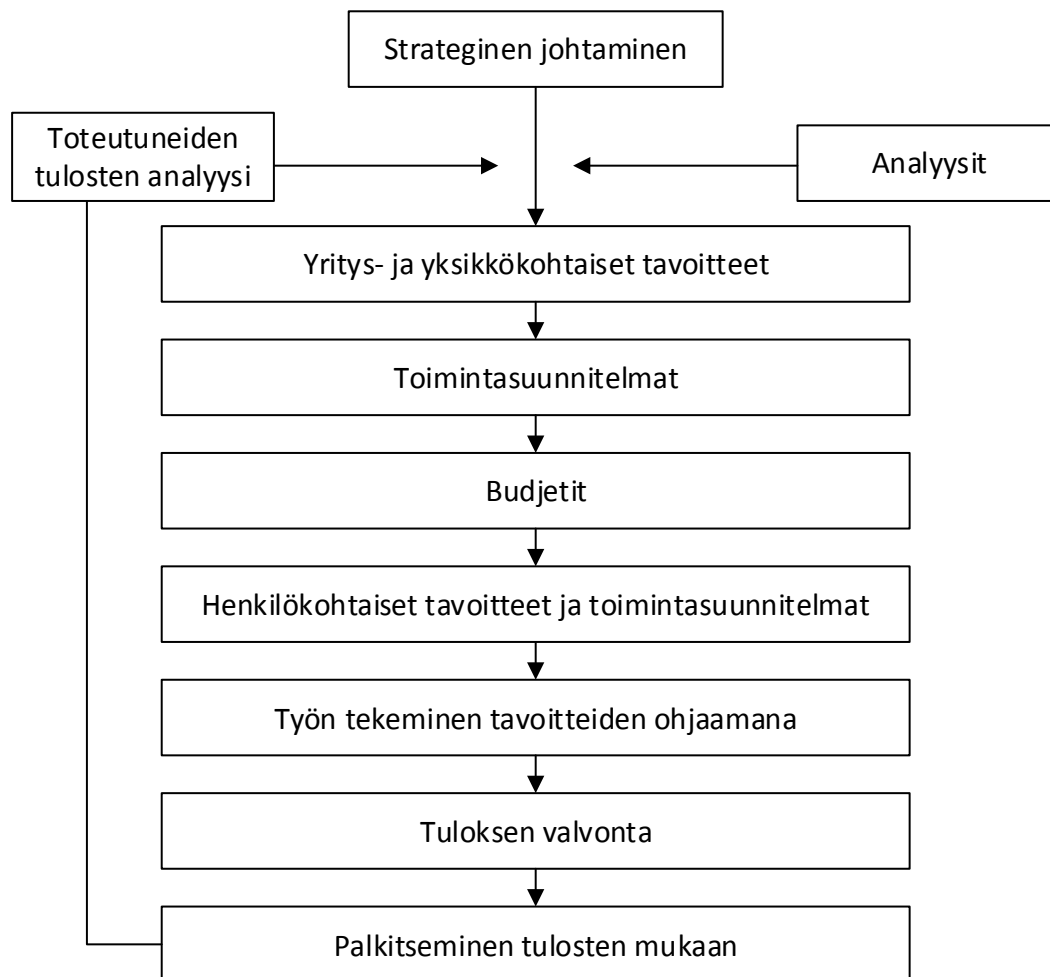 Strateginen johtaminen
Toteutuneiden
tulosten analyysi
Analyysit
Yritys- ja yksikkökohtaiset tavoitteet
Toimintasuunnitelmat
Budjetit
Henkilökohtaiset tavoitteet ja toimintasuunnitelmat
Työn tekeminen tavoitteiden ohjaamana
Tuloksen valvonta
Palkitseminen tulosten mukaan